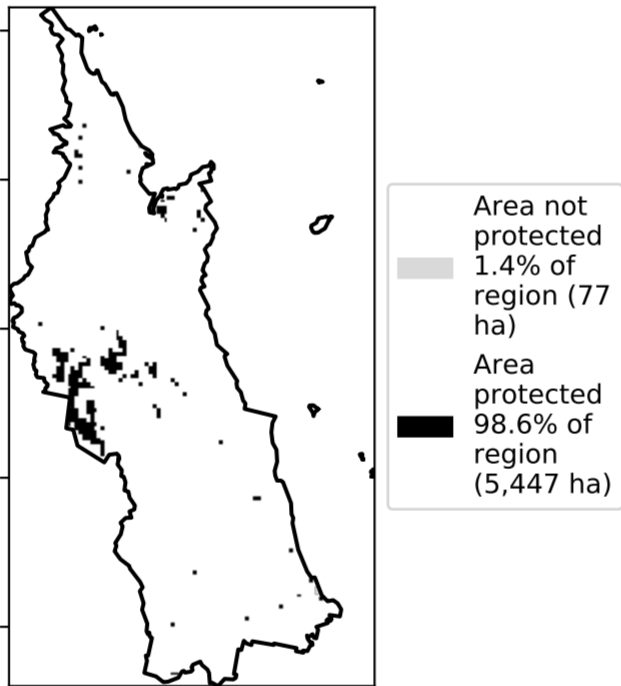 Area not
protected
1.4% of
region (77
ha)
Area
protected
98.6% of
region
(5,447 ha)